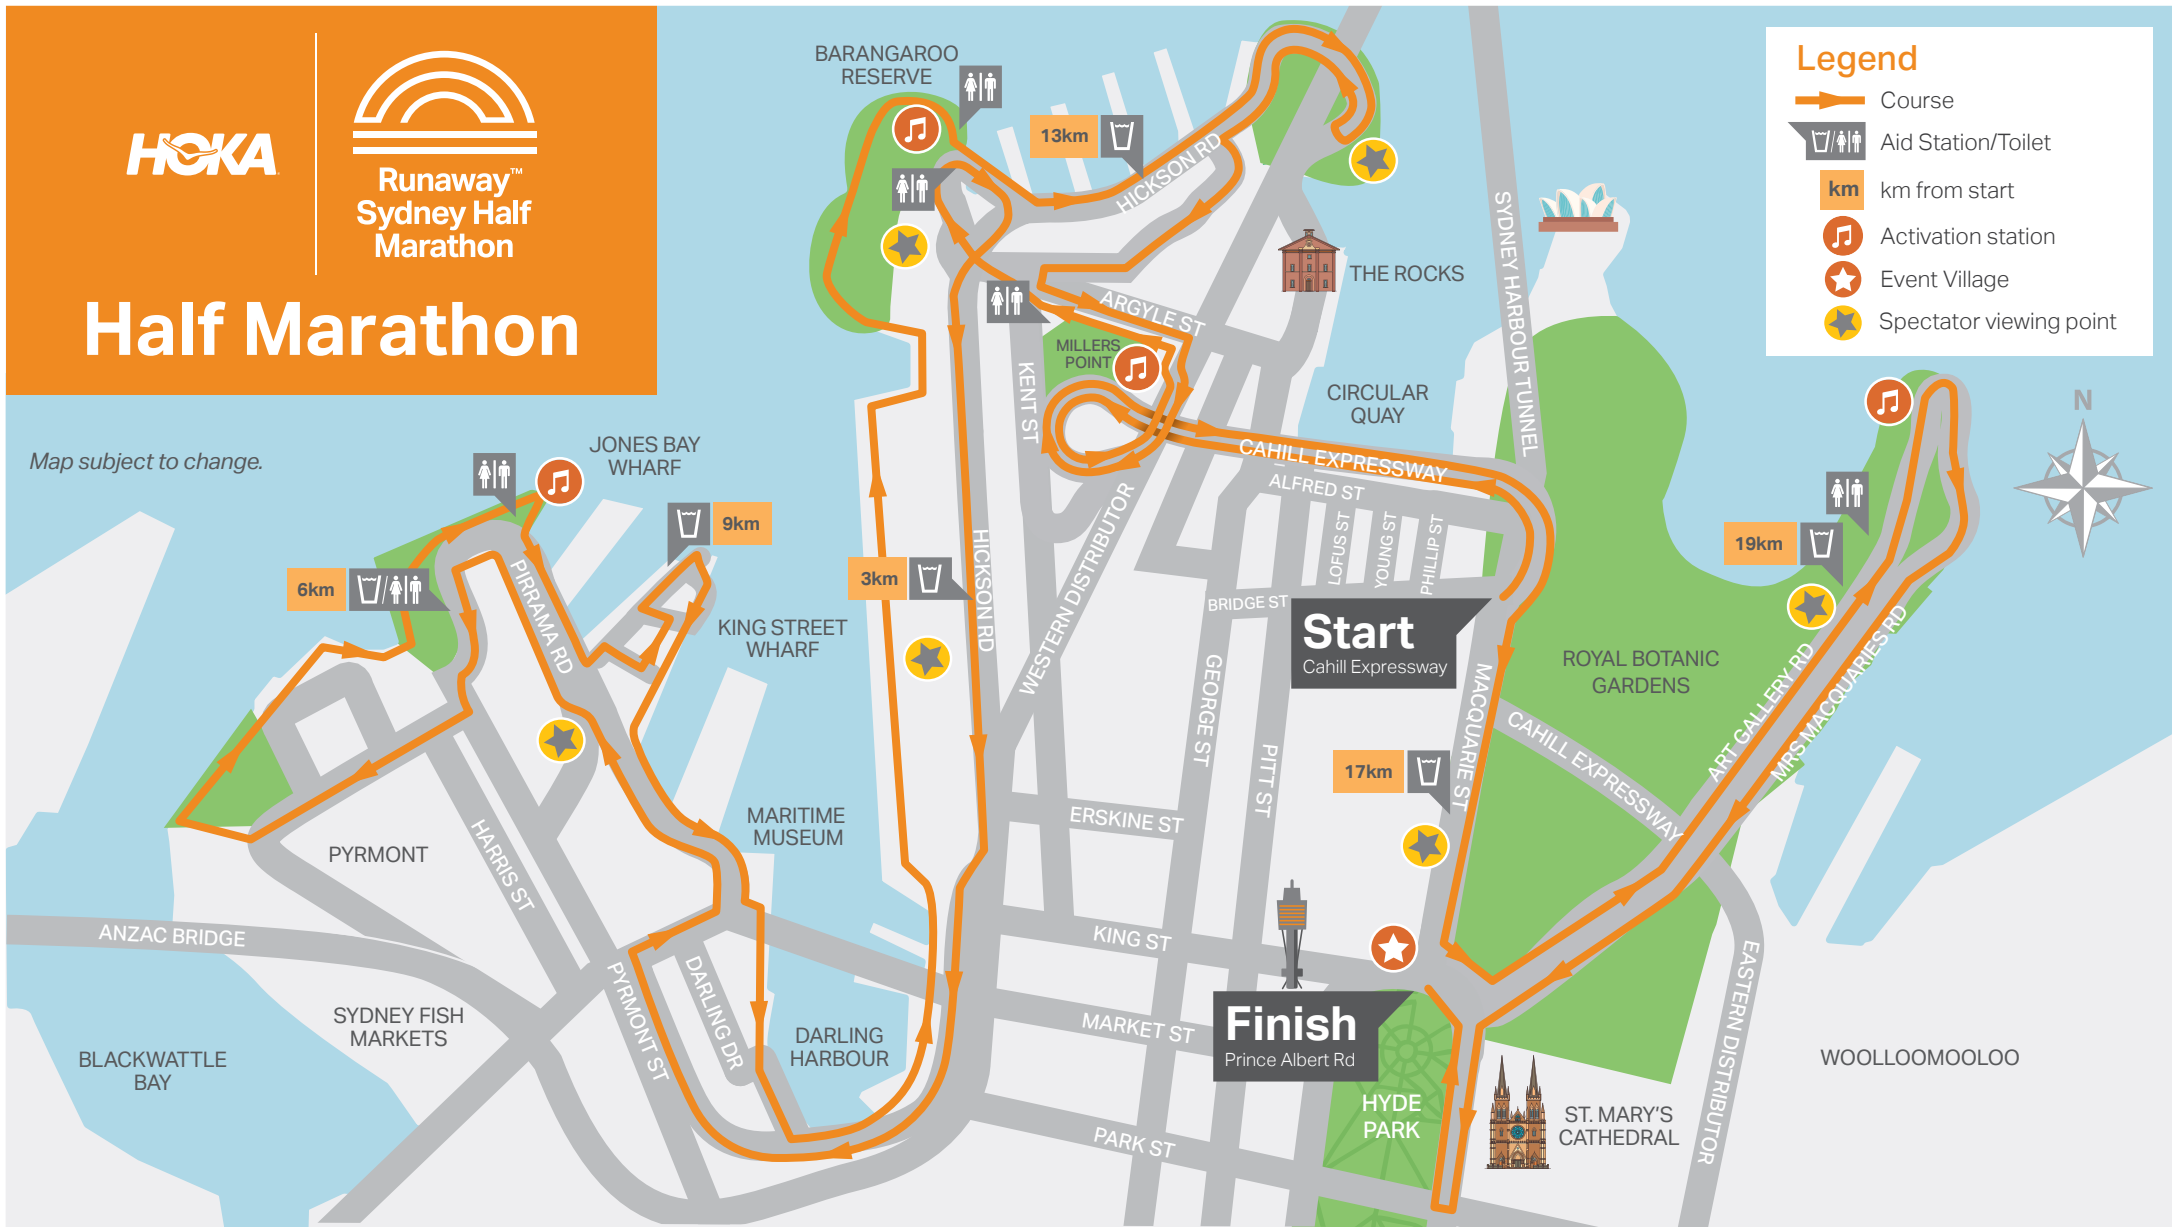 HOKA
Runaway™
Sydney Half
Marathon
Half Marathon
Map subject to change.
Legend
Course
Aid Station/Toilet
km
km from start
Activation station
Event Village
Spectator viewing point
N
BARANGAROO
RESERVE
13km
HICKSON RD
SYDNEY HARBOUR TUNNEL
THE ROCKS
ARGYLE ST
MILLERS
POINT
KENT ST
CIRCULAR
QUAY
CAHILL EXPRESSWAY
ALFRED ST
LOFUS ST
YOUNG ST
PHILLIP ST
BRIDGE ST
JONES BAY
WHARF
9km
6km
PIRRAMA RD
KING STREET
WHARF
3km
HICKSON RD
WESTERN DISTRIBUTOR
19km
Start
Cahill Expressway
ROYAL BOTANIC
GARDENS
ART GALLERY RD
MRS MACQUARIES RD
GEORGE ST
PITT ST
MACQUARIE ST
CAHILL EXPRESSWAY
17km
MARITIME
MUSEUM
ERSKINE ST
PYRMONT
HARRIS ST
ANZAC BRIDGE
KING ST
EASTERN DISTRIBUTOR
PYRMONT ST
DARLING DR
SYDNEY FISH
MARKETS
DARLING
HARBOUR
MARKET ST
Finish
Prince Albert Rd
BLACKWATTLE
BAY
WOOLLOOMOOLOO
HYDE
PARK
ST. MARY'S
CATHEDRAL
PARK ST